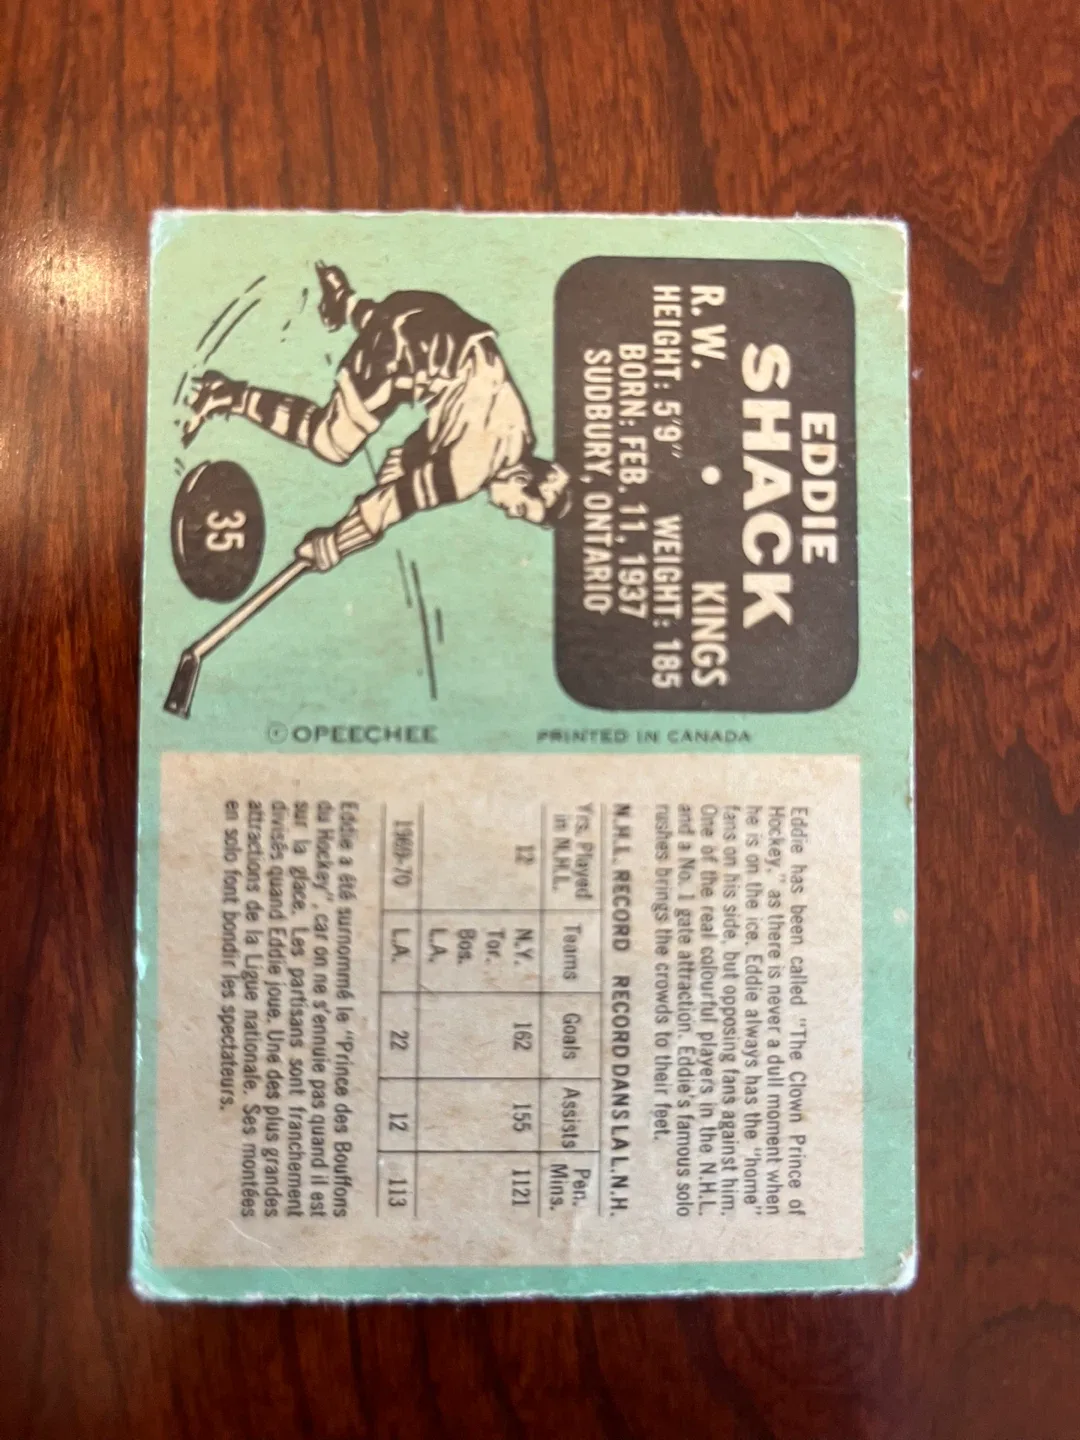 EDDIE
SHACK
R. W. • KINGS
HEIGHT: 5'9" WEIGHT: 185
BORN: FEB. 11, 1937
SUDBURY, ONTARIO
35
© OPEECHEE PRINTED IN CANADA
Eddie has been called "The Clown Prince of
Hockey," as there is never a dull moment when
he is on the ice. Eddie always has the "home"
fans on his side, but opposing fans against him.
One of the real colourful players in the N.H.L.
and a No. 1 gate attraction. Eddie's famous solo
rushes brings the crowds to their feet.
N.H.L. RECORD RECORD DANS LA L.N.H.
Yrs. Played in N.H.L. Teams Goals Assists Pen. Mins.
12 N.Y. 162 155 1121
Tor.
Bos.
L.A.
1969-70 L.A. 22 12 113
Eddie a été surnommé le "Prince des Bouffons
du Hockey", car on ne s'ennuie pas quand il est
sur la glace. Les partisans sont franchement
divisés quand Eddie joue. Une des plus grandes
attractions de la Ligue nationale. Ses montées
en solo font bondir les spectateurs.